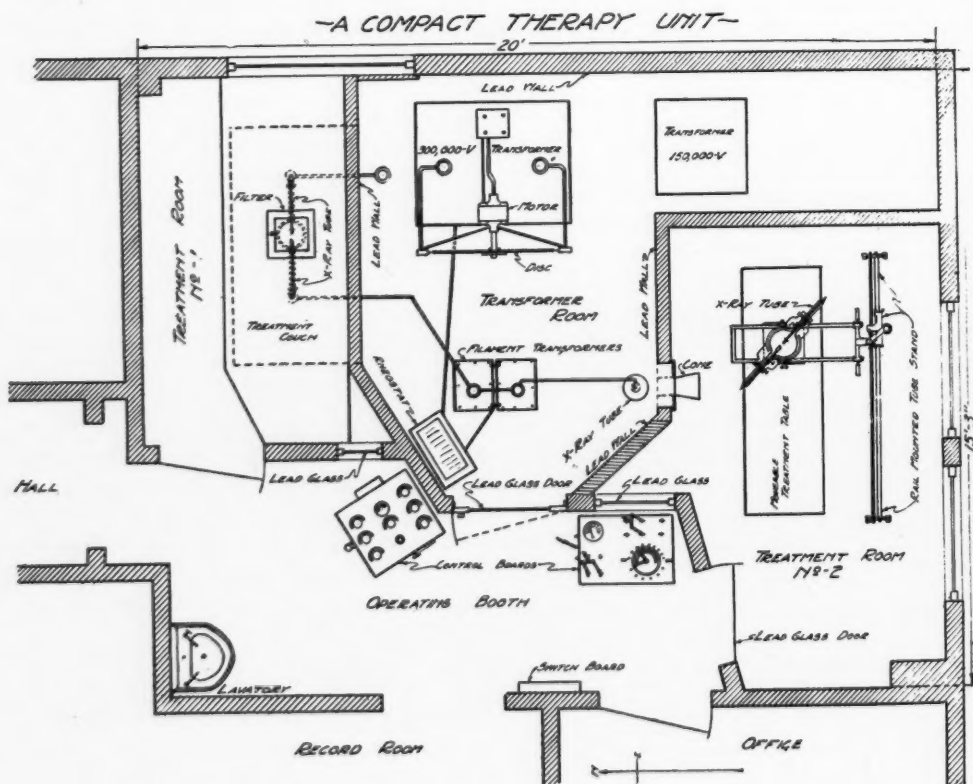 -A COMPACT THERAPY UNIT-
20'
LEAD WALL
300,000-V TRANSFORMER
TRANSFORMER
150,000-V
MOTOR
DISC
FILTER
X-RAY TUBE
LEAD WALL
TREATMENT ROOM
Nº-1
TREATMENT
COUCH
TRANSFORMER
ROOM
LEAD WALL
X-RAY TUBE
RAIL MOUNTED TUBE STAND
MOVEABLE
TREATMENT TABLE
FILAMENT TRANSFORMERS
CONE
RHEOSTAT
X-RAY TUBE
LEAD WALL
15'-3"
HALL
LEAD GLASS
LEAD GLASS DOOR
LEAD GLASS
CONTROL BOARDS
TREATMENT ROOM
Nº-2
OPERATING BOOTH
LEAD GLASS DOOR
SWITCH BOARD
LAVATORY
RECORD ROOM
OFFICE